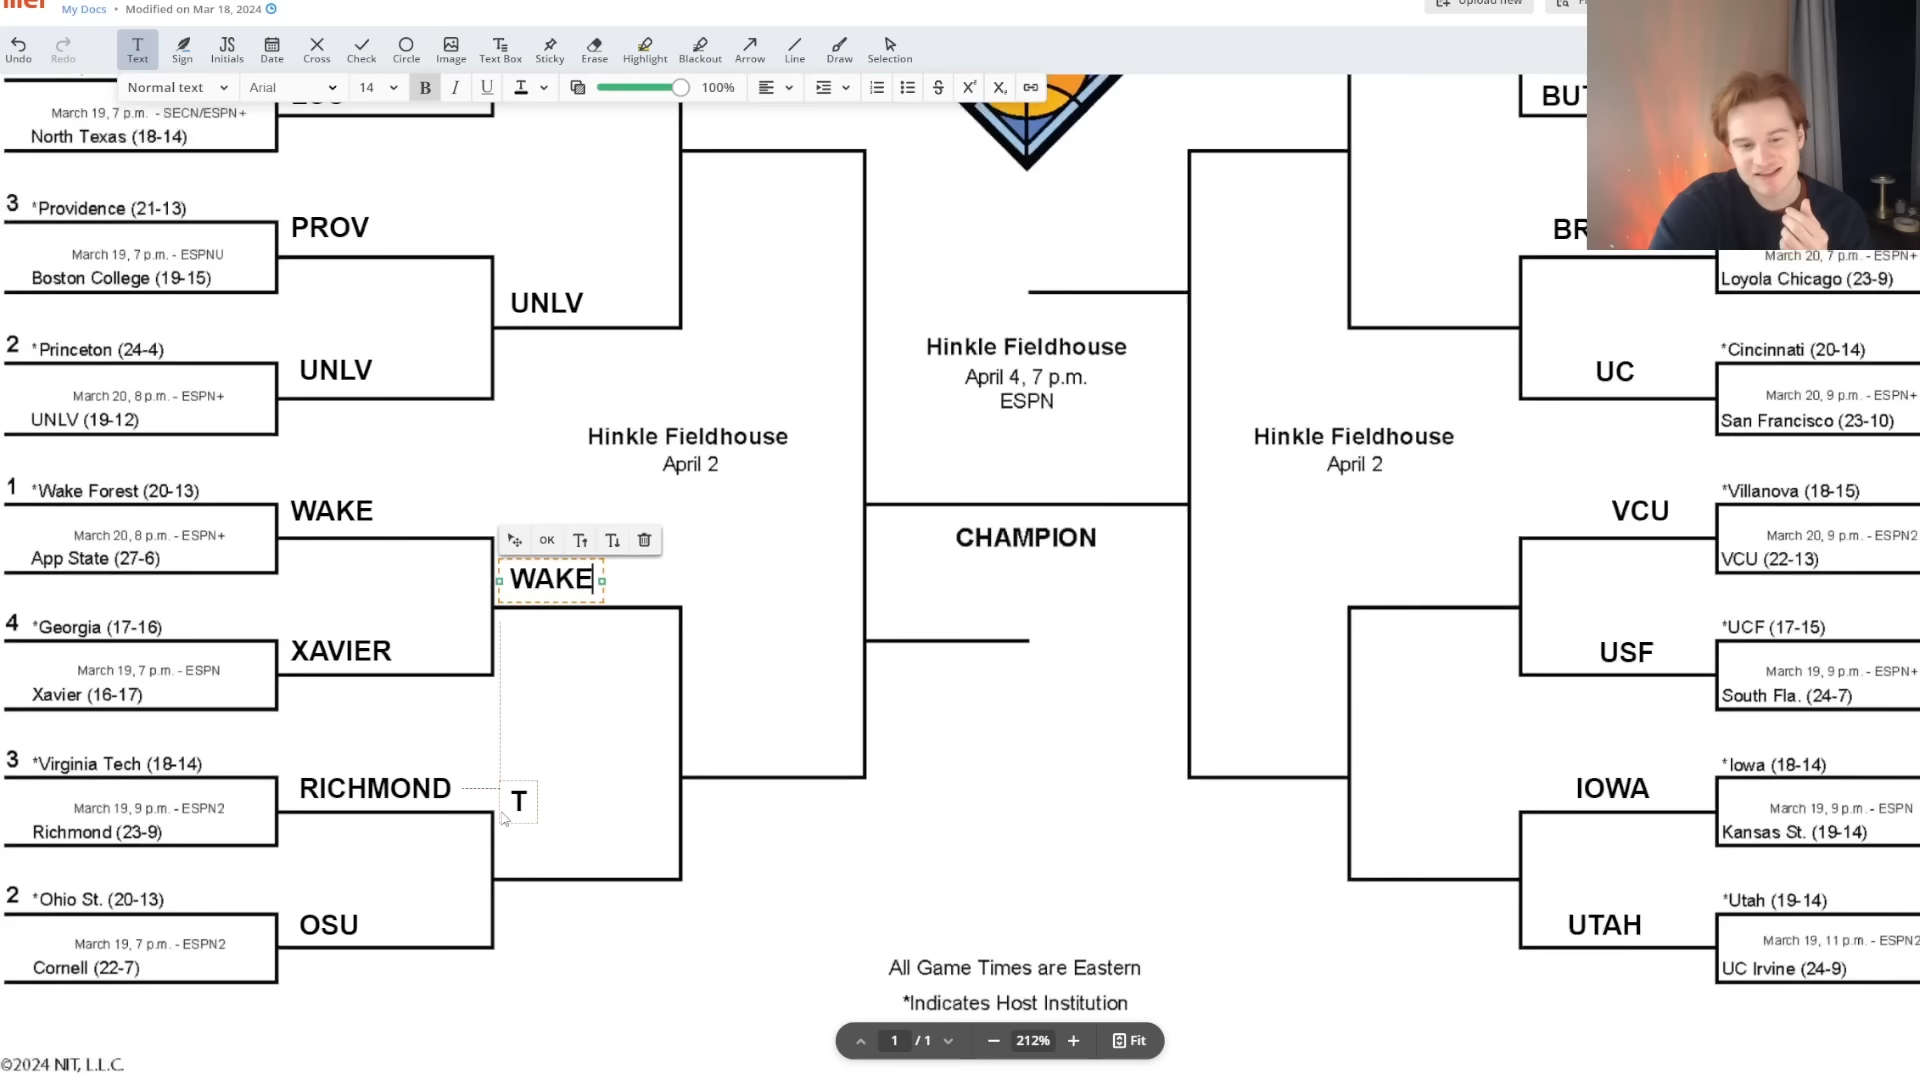 My Docs • Modified on Mar 18, 2024
Undo Redo Text Sign Initials Date Cross Check Circle Image Text Box Sticky Erase Highlight Blackout Arrow Line Draw Selection
Normal text Arial 14 B I U T 100%
March 19, 7 p.m. - SECN/ESPN+
North Texas (18-14)
3 *Providence (21-13)
PROV
March 19, 7 p.m. - ESPNU
Boston College (19-15)
UNLV
2 *Princeton (24-4)
UNLV
March 20, 8 p.m. - ESPN+
UNLV (19-12)
Hinkle Fieldhouse
April 2
1 *Wake Forest (20-13)
WAKE
March 20, 8 p.m. - ESPN+
App State (27-6)
OK
WAKE
4 *Georgia (17-16)
XAVIER
March 19, 7 p.m. - ESPN
Xavier (16-17)
3 *Virginia Tech (18-14)
RICHMOND
T
March 19, 9 p.m. - ESPN2
Richmond (23-9)
2 *Ohio St. (20-13)
OSU
March 19, 7 p.m. - ESPN2
Cornell (22-7)
Hinkle Fieldhouse
April 4, 7 p.m.
ESPN
CHAMPION
Hinkle Fieldhouse
April 2
March 20, 7 p.m. - ESPN+
Loyola Chicago (23-9)
*Cincinnati (20-14)
UC
March 20, 9 p.m. - ESPN+
San Francisco (23-10)
*Villanova (18-15)
VCU
March 20, 9 p.m. - ESPN2
VCU (22-13)
*UCF (17-15)
USF
March 19, 9 p.m. - ESPN+
South Fla. (24-7)
*Iowa (18-14)
IOWA
March 19, 9 p.m. - ESPN
Kansas St. (19-14)
*Utah (19-14)
UTAH
March 19, 11 p.m. - ESPN2
UC Irvine (24-9)
All Game Times are Eastern
*Indicates Host Institution
1 / 1 212% Fit
©2024 NIT, L.L.C.